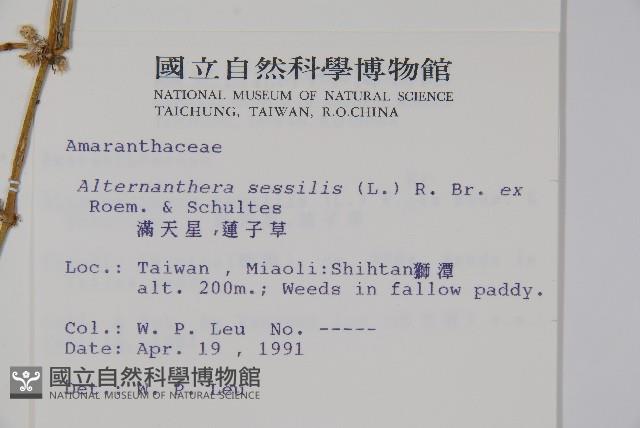 國立自然科學博物館
NATIONAL MUSEUM OF NATURAL SCIENCE
TAICHUNG, TAIWAN, R.O.CHINA
Amaranthaceae
Alternanthera sessilis (L.) R. Br. ex
Roem. & Schultes
滿天星,蓮子草
Loc.: Taiwan , Miaoli:Shihtan獅潭
alt. 200m.; Weeds in fallow paddy.
Col.: W. P. Leu No. -----
Date: Apr. 19 , 1991
Det.: W. P. Leu
國立自然科學博物館
NATIONAL MUSEUM OF NATURAL SCIENCE